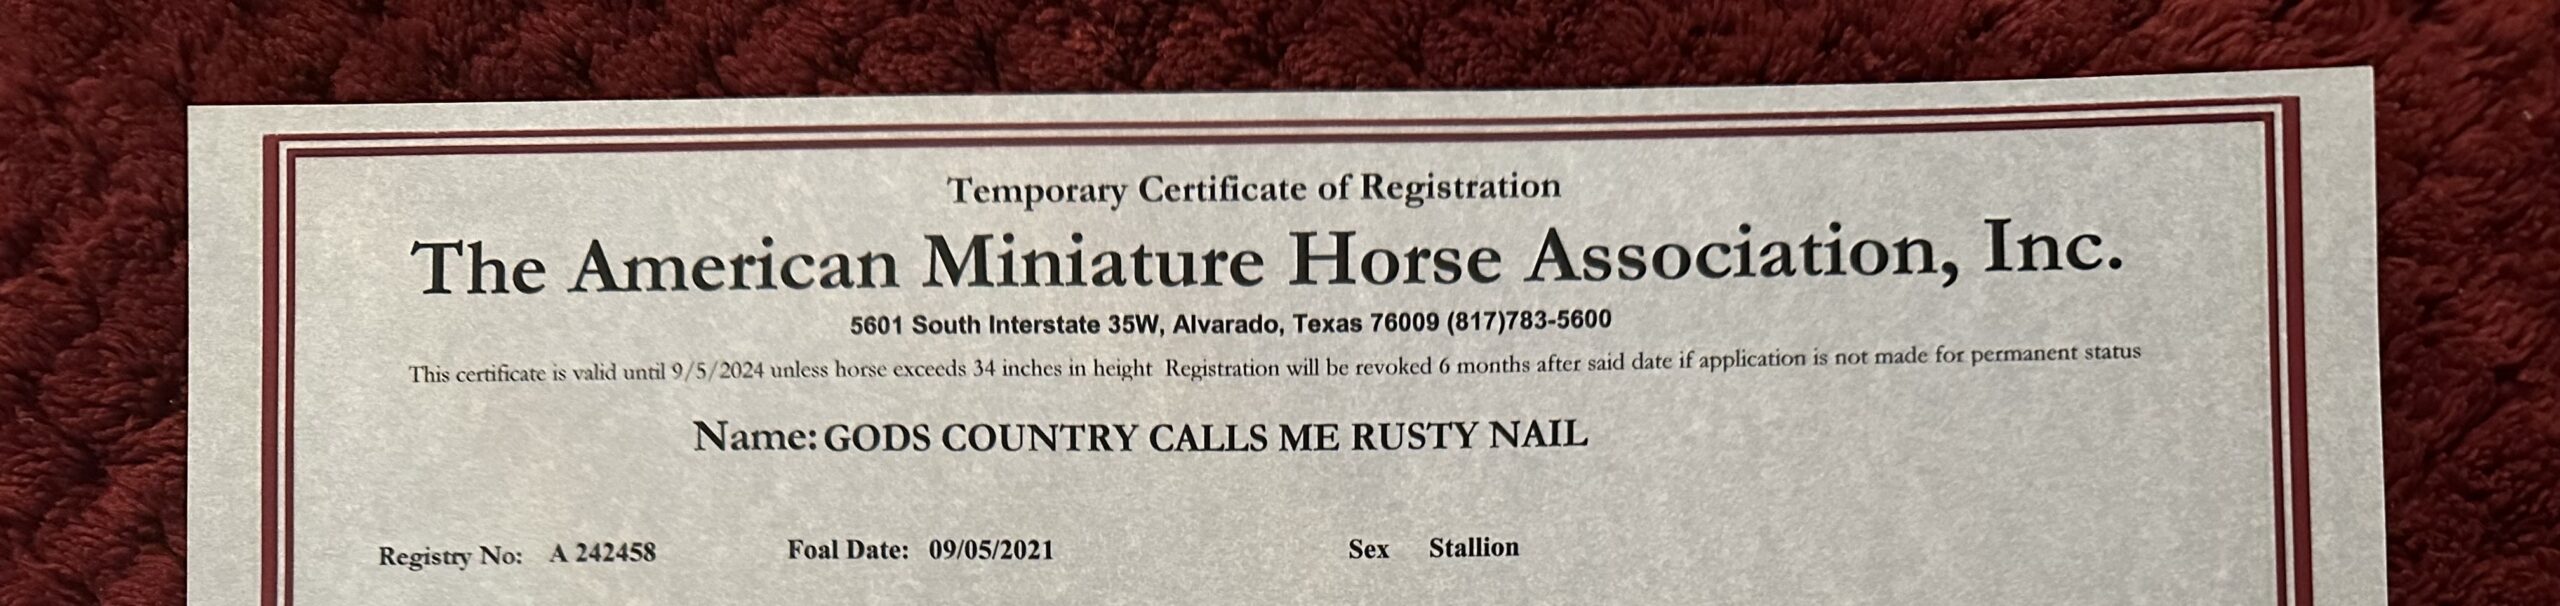 Temporary Certificate of Registration
The American Miniature Horse Association, Inc.
5601 South Interstate 35W, Alvarado, Texas 76009 (817)783-5600
This certificate is valid until 9/5/2024 unless horse exceeds 34 inches in height  Registration will be revoked 6 months after said date if application is not made for permanent status
Name: GODS COUNTRY CALLS ME RUSTY NAIL
Registry No: A 242458 Foal Date: 09/05/2021 Sex Stallion